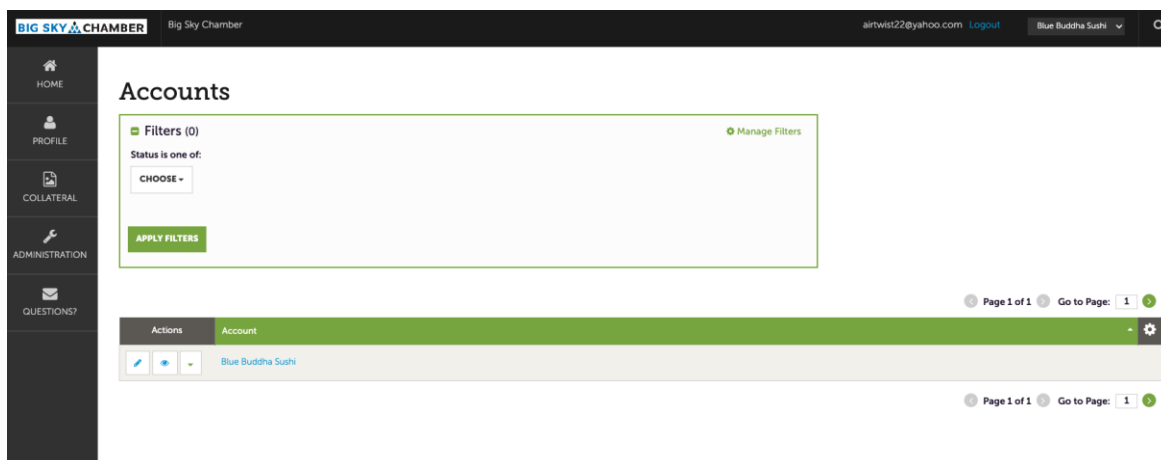 BIG SKY CHAMBER Big Sky Chamber airtwist22@yahoo.com Logout Blue Buddha Sushi
HOME
PROFILE
COLLATERAL
ADMINISTRATION
QUESTIONS?
Accounts
Filters (0) Manage Filters
Status is one of:
CHOOSE
APPLY FILTERS
Page 1 of 1 Go to Page: 1
Actions Account
Blue Buddha Sushi
Page 1 of 1 Go to Page: 1